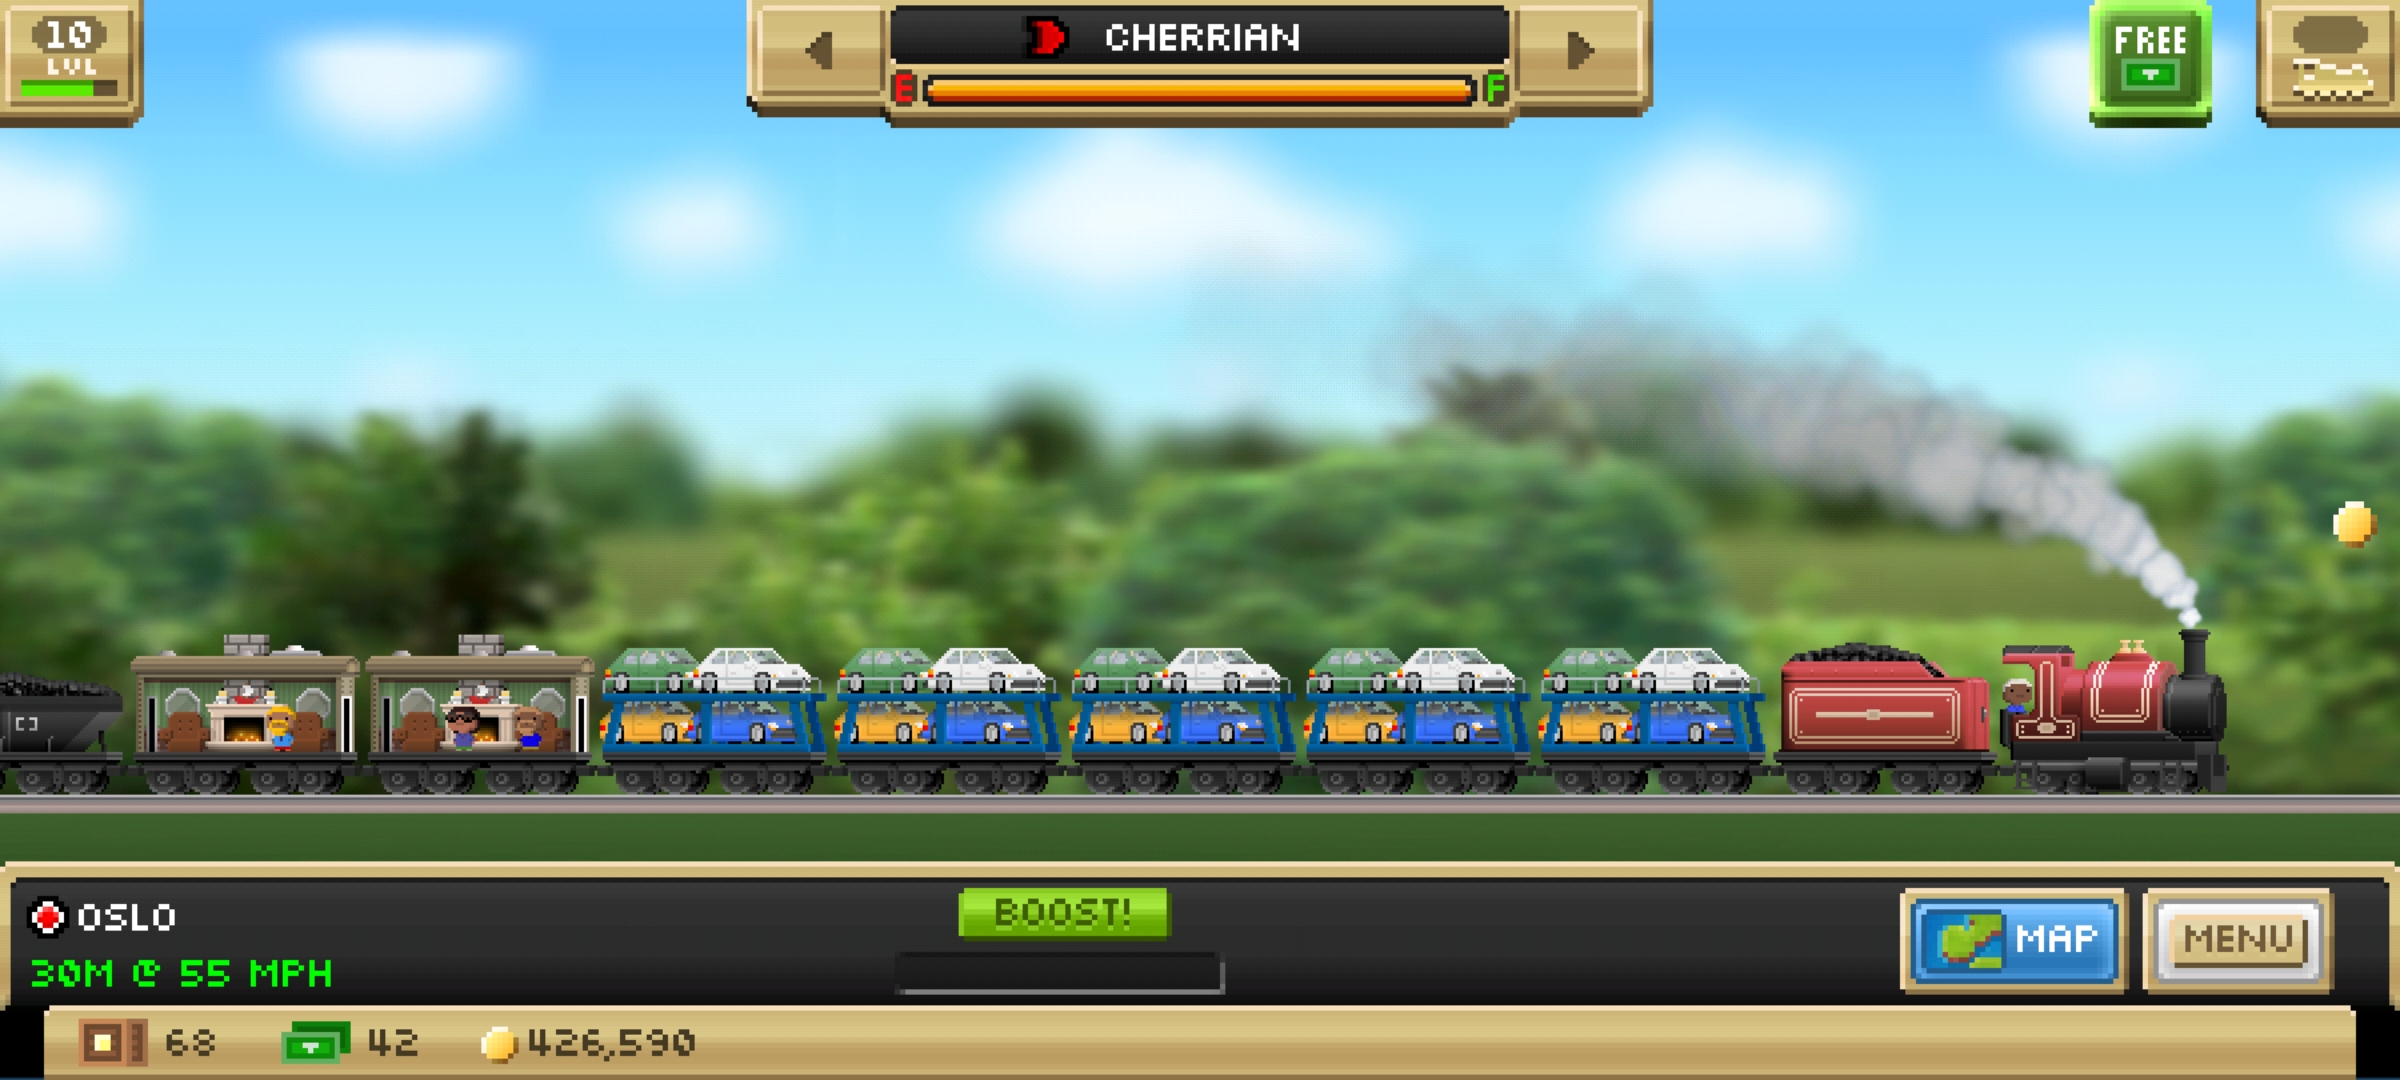 10
LVL
CHERRIAN
E
F
FREE
OSLO
30M @ 55 MPH
BOOST!
MAP
MENU
68
42
426,590